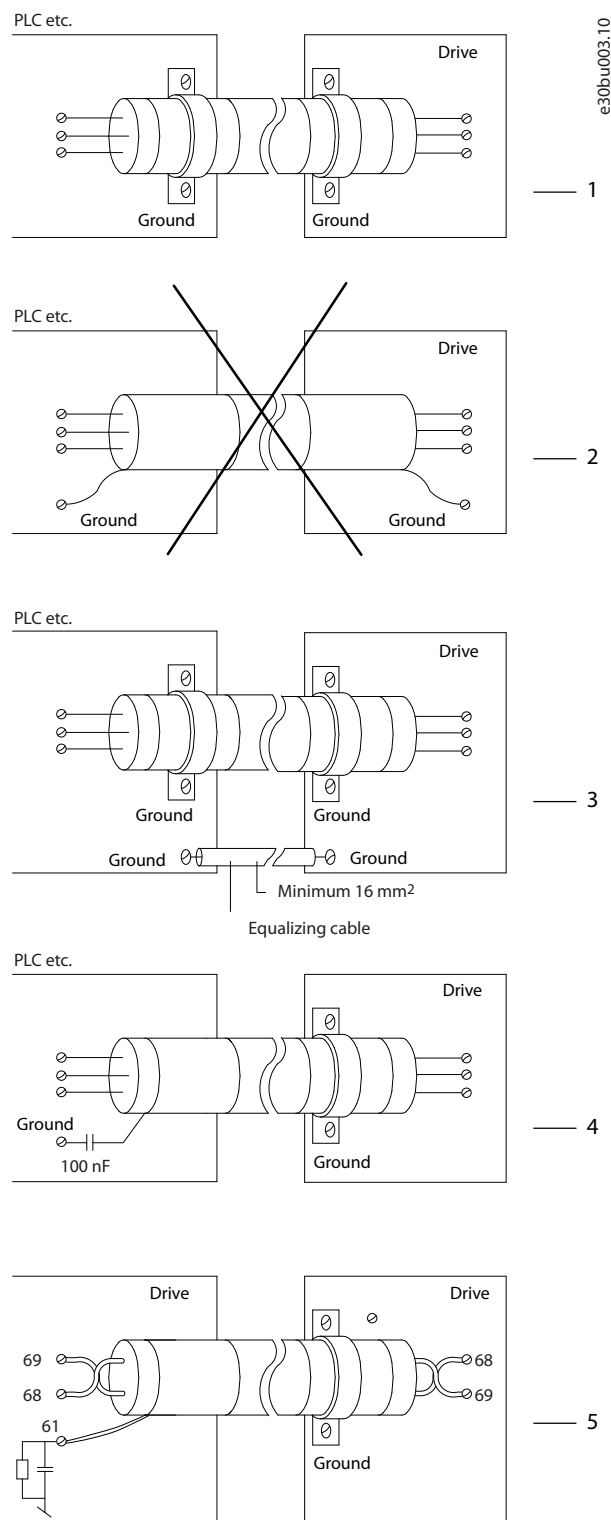 PLC etc.
Drive
e30bu003.10
Ground
Ground
1
PLC etc.
Drive
Ground
Ground
2
PLC etc.
Drive
Ground
Ground
3
Ground
Ground
Minimum 16 mm2
Equalizing cable
PLC etc.
Drive
Ground
100 nF
Ground
4
Drive
Drive
69
68
68
69
61
Ground
5